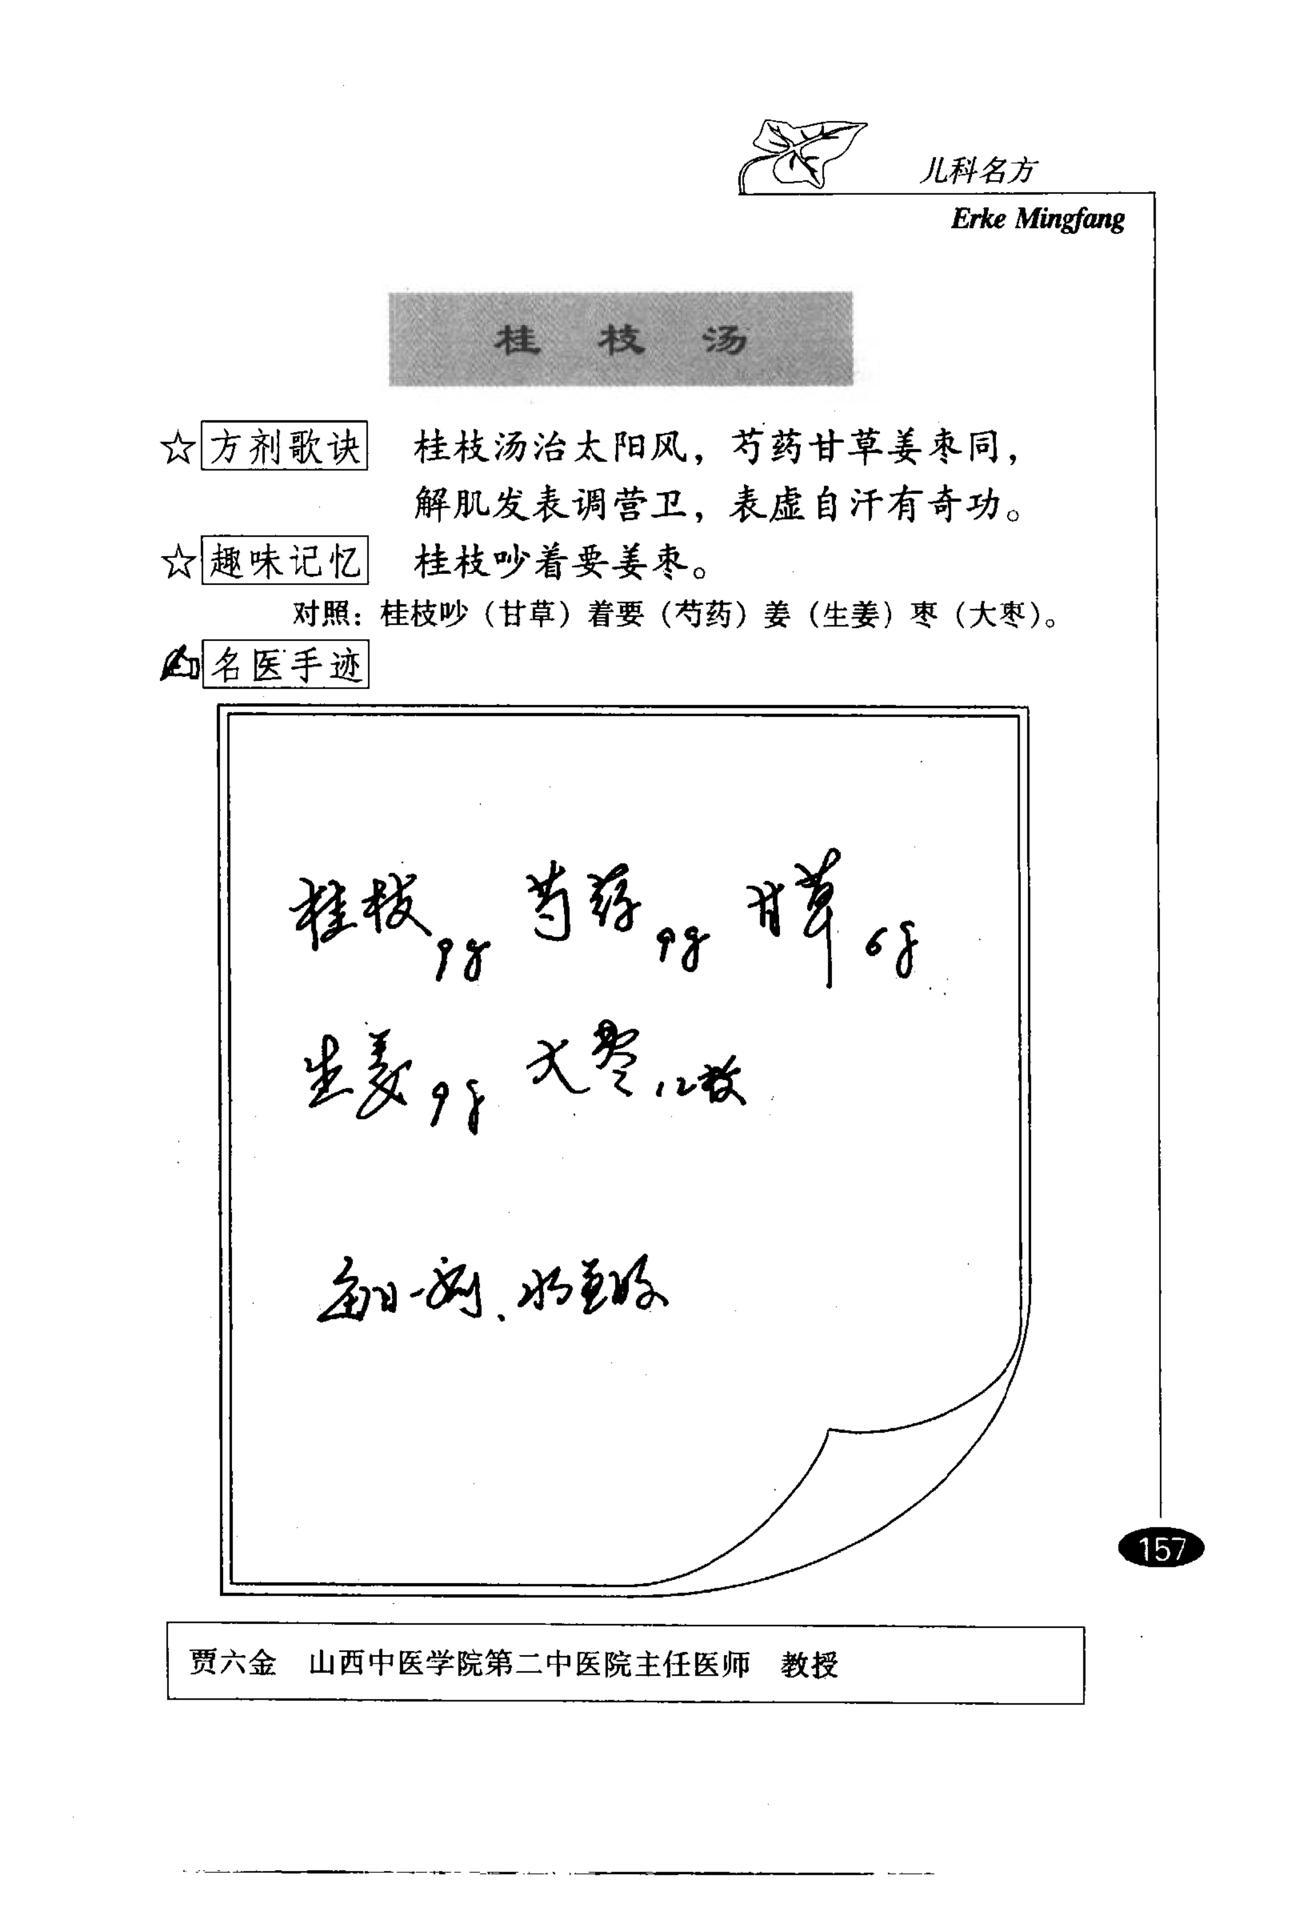 儿科名方
Erke Mingfang
桂枝汤
☆方剂歌诀 桂枝汤治太阳风，芍药甘草姜枣同，
解肌发表调营卫，表虚自汗有奇功。
☆趣味记忆 桂枝吵着要姜枣。
对照：桂枝吵（甘草）着要（芍药）姜（生姜）枣（大枣）。
名医手迹
桂枝9g 芍药9g 甘草6g
生姜9g 大枣12枚
每日一剂、水煎服
157
贾六金 山西中医学院第二中医院主任医师 教授